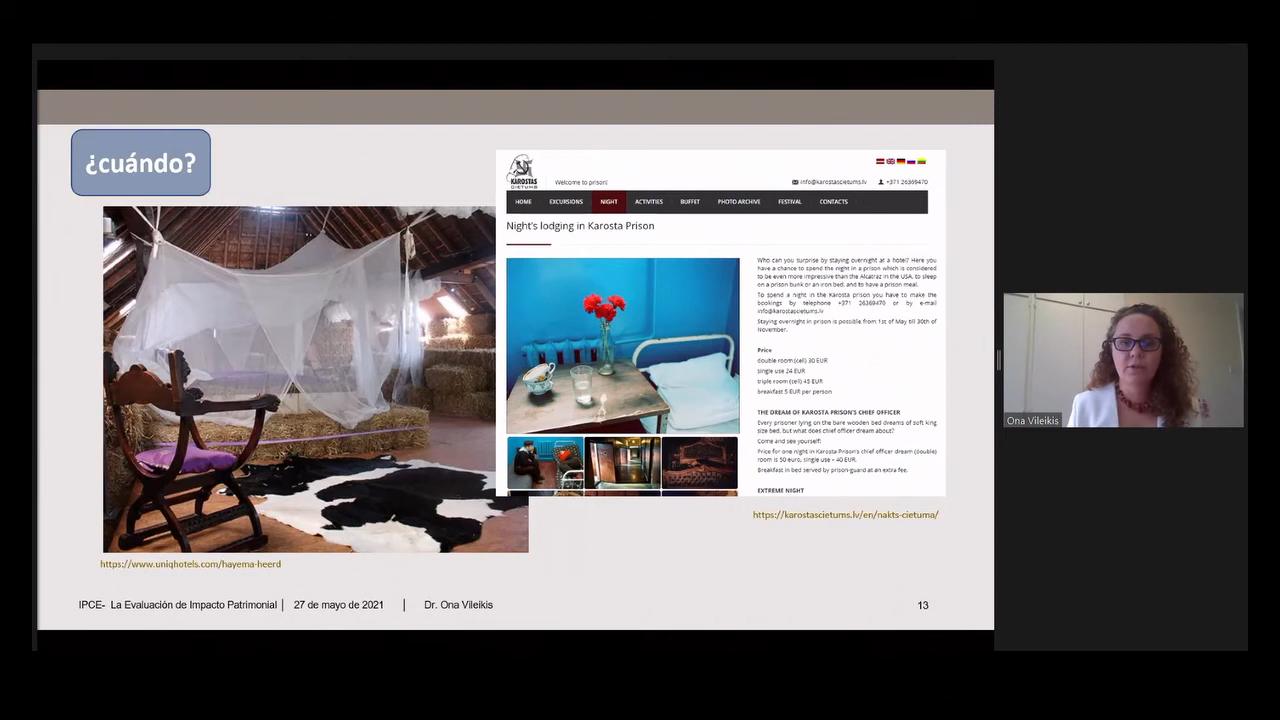 ¿cuándo?
KAROSTAS
CIETUMS
Welcome to prison!
info@karostascietums.lv
+371 26369470
HOME EXCURSIONS NIGHT ACTIVITIES BUFFET PHOTO ARCHIVE FESTIVAL CONTACTS
Night's lodging in Karosta Prison
Who can you surprise by staying overnight at a hotel? Here you
have a chance to spend the night in a prison which is considered
to be even more impressive than the Alcatraz in the USA, to sleep
on a prison bunk or an iron bed, and to have a prison meal.
To spend a night in the Karosta prison you have to make the
bookings by telephone +371 26369470 or by e-mail
info@karostascietums.lv
Staying overnight in prison is possible from 1st of May till 30th of
November.
Price
double room (cell) 30 EUR
single use 24 EUR
triple room (cell) 45 EUR
breakfast 5 EUR per person
THE DREAM OF KAROSTA PRISON'S CHIEF OFFICER
Every prisoner lying on the bare wooden bed dreams of soft king
size bed, but what does chief officer dream about?
Come and see yourself:
Price for one night in Karosta Prison's chief officer dream (double)
room is 50 euro, single use – 40 EUR.
Breakfast in bed served by prison-guard at an extra fee.
EXTREME NIGHT
https://karostascietums.lv/en/nakts-cietuma/
https://www.uniqhotels.com/hayema-heerd
IPCE- La Evaluación de Impacto Patrimonial | 27 de mayo de 2021 | Dr. Ona Vileikis
13
Ona Vileikis